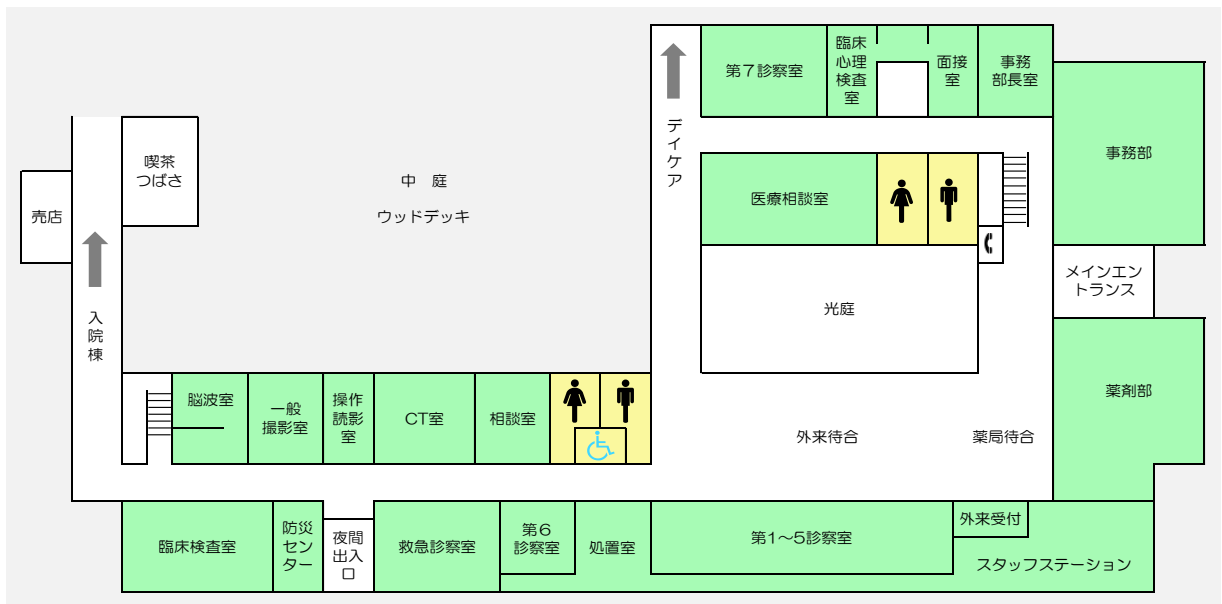 第７診察室
臨床
心理
検査
室
面接
室
事務
部長室
事務部
デイケア
喫茶
つばさ
売店
中　庭
ウッドデッキ
医療相談室
メインエン
トランス
光庭
入院棟
脳波室
一般
撮影室
操作
読影
室
CT室
相談室
外来待合
薬局待合
薬剤部
臨床検査室
防災
センター
夜間
出入
口
救急診察室
第６
診察室
処置室
第１～５診察室
外来受付
スタッフステーション